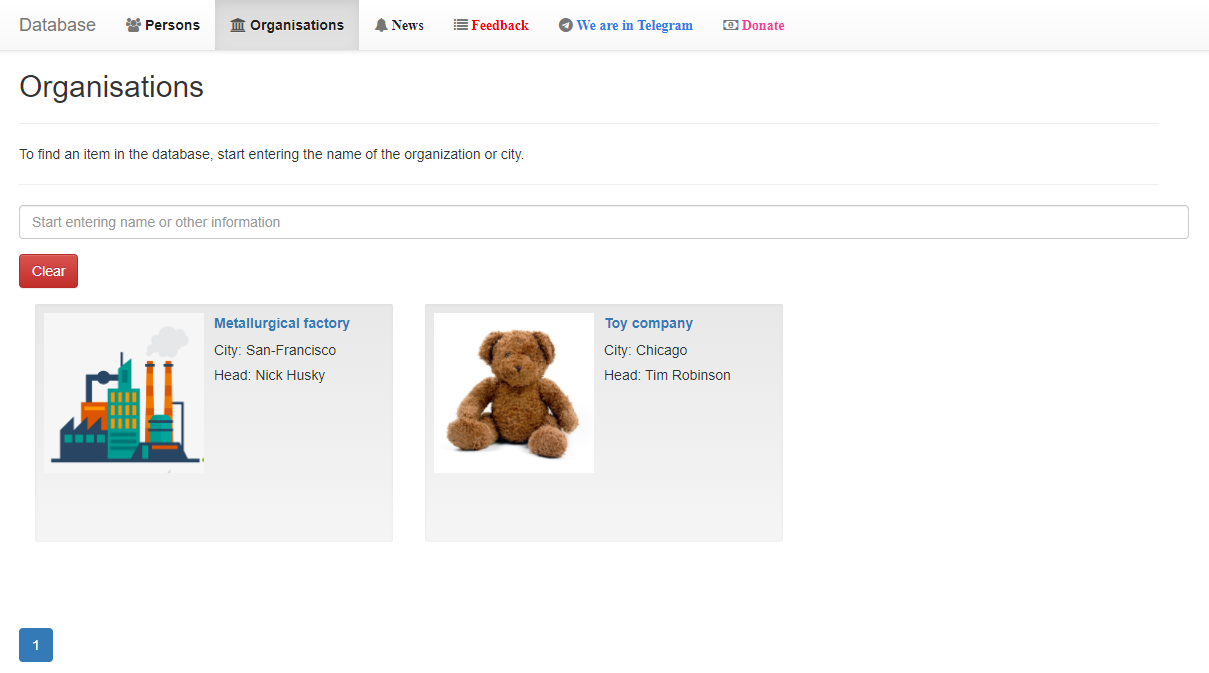 Database Persons Organisations News Feedback We are in Telegram Donate
Organisations
To find an item in the database, start entering the name of the organization or city.
Start entering name or other information
Clear
Metallurgical factory
City: San-Francisco
Head: Nick Husky
Toy company
City: Chicago
Head: Tim Robinson
1